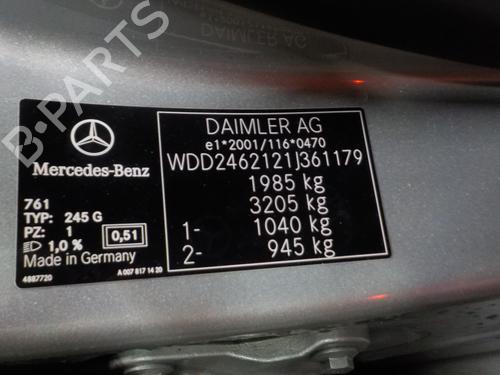 DAIMLER AG
e1*2001/116*0470
WDD2462121J361179
1985 kg
3205 kg
1- 1040 kg
2- 945 kg
Mercedes-Benz
761
TYP: 245 G
PZ: 1
1,0 % 0,51
Made in Germany
4887720 A 007 817 14 20
B-Parts